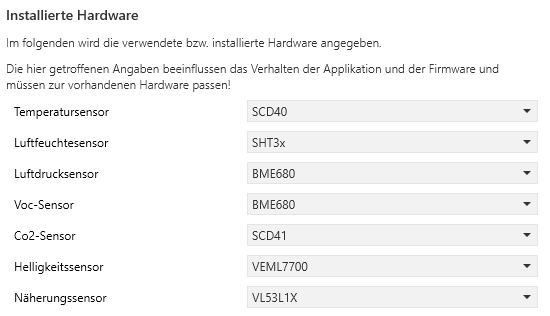 Installierte Hardware
Im folgenden wird die verwendete bzw. installierte Hardware angegeben.
Die hier getroffenen Angaben beeinflussen das Verhalten der Applikation und der Firmware und
müssen zur vorhandenen Hardware passen!
Temperatursensor SCD40
Luftfeuchtesensor SHT3x
Luftdrucksensor BME680
Voc-Sensor BME680
Co2-Sensor SCD41
Helligkeitssensor VEML7700
Näherungssensor VL53L1X